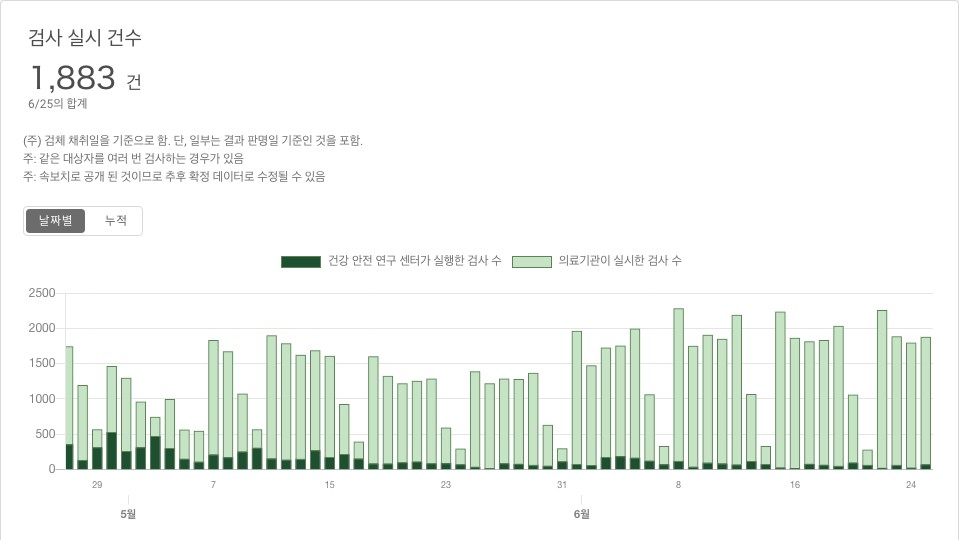 검사 실시 건수
1,883 건
6/25의 합계
(주) 검체 채취일을 기준으로 함. 단, 일부는 결과 판명일 기준인 것을 포함.
주: 같은 대상자를 여러 번 검사하는 경우가 있음
주: 속보치로 공개 된 것이므로 추후 확정 데이터로 수정될 수 있음
날짜별 누적
건강 안전 연구 센터가 실행한 검사 수 의료기관이 실시한 검사 수
2500
2000
1500
1000
500
0
29 7 15 23 31 8 16 24
5월 6월